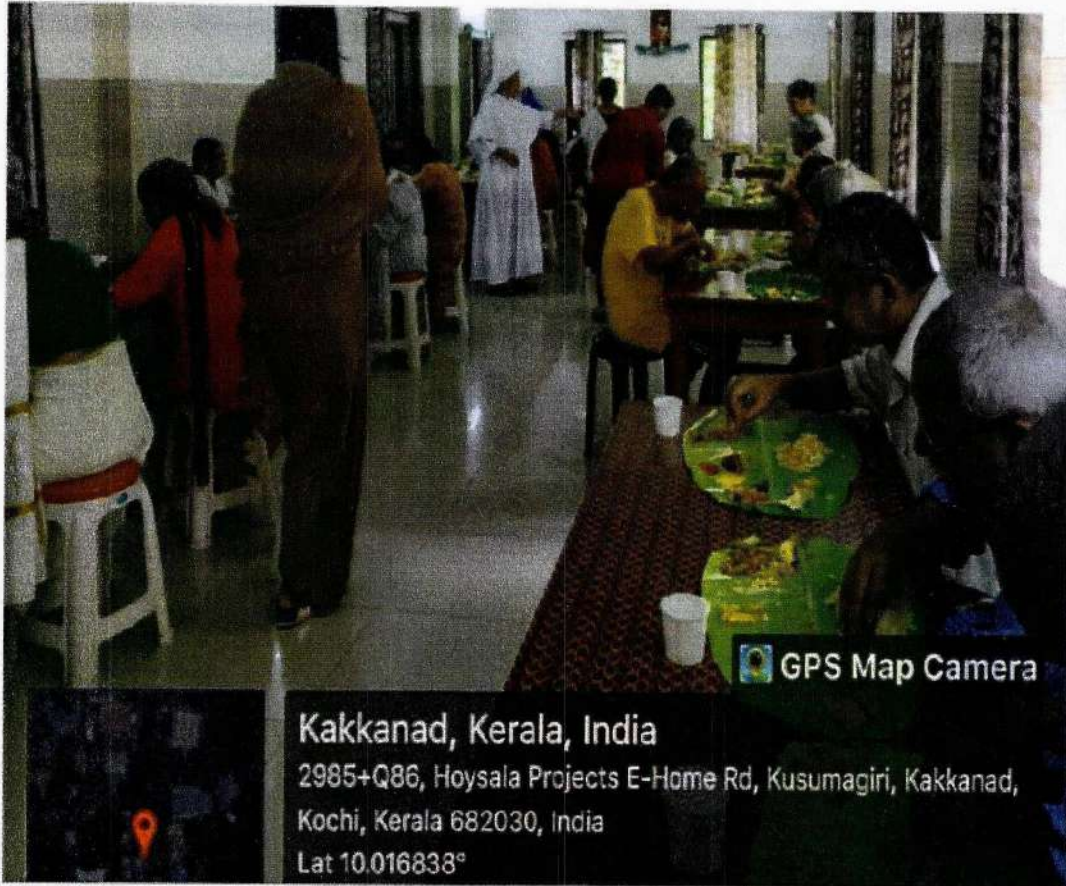 GPS Map Camera
Kakkanad, Kerala, India
2985+Q86, Hoysala Projects E-Home Rd, Kusumagiri, Kakkanad,
Kochi, Kerala 682030, India
Lat 10.016838°